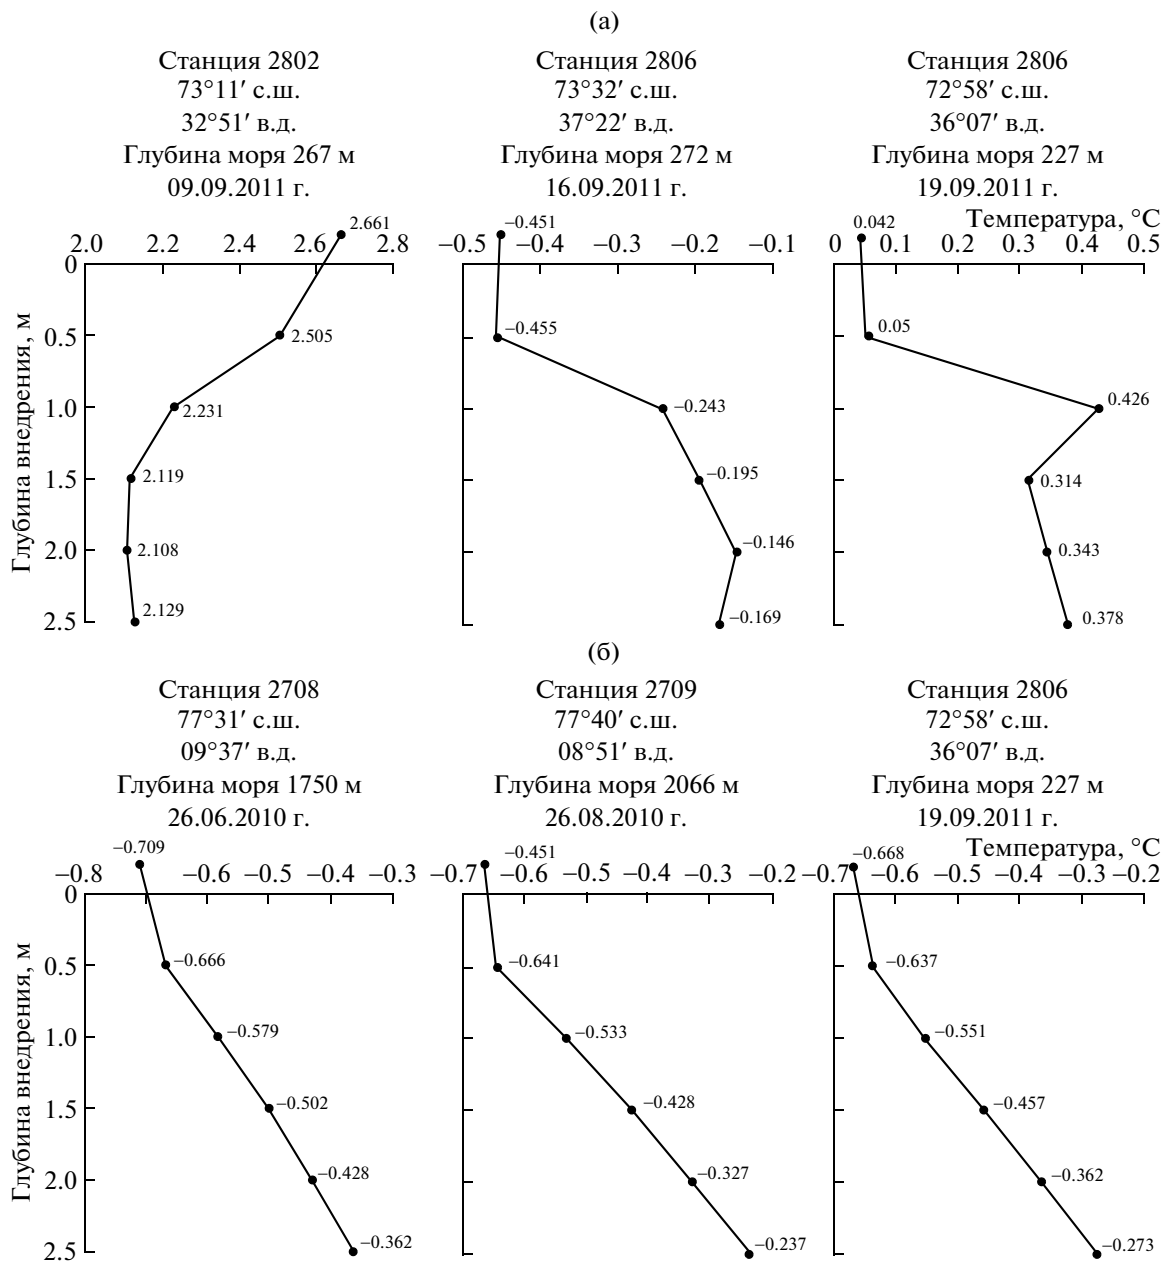 (а)
Станция 2802
73°11′ с.ш.
32°51′ в.д.
Глубина моря 267 м
09.09.2011 г.
2.661
2.0 2.2 2.4 2.6 2.8
0
0.5
1.0
1.5
2.0
2.5
Глубина внедрения, м
2.505
2.231
2.119
2.108
2.129
Станция 2806
73°32′ с.ш.
37°22′ в.д.
Глубина моря 272 м
16.09.2011 г.
−0.451
−0.5 −0.4 −0.3 −0.2 −0.1
−0.455
−0.243
−0.195
−0.146
−0.169
Станция 2806
72°58′ с.ш.
36°07′ в.д.
Глубина моря 227 м
19.09.2011 г.
Температура, °C
0.042
0 0.1 0.2 0.3 0.4 0.5
0.05
0.426
0.314
0.343
0.378
(б)
Станция 2708
77°31′ с.ш.
09°37′ в.д.
Глубина моря 1750 м
26.06.2010 г.
−0.709
−0.8 −0.6 −0.5 −0.4 −0.3
0
0.5
1.0
1.5
2.0
2.5
Глубина внедрения, м
−0.666
−0.579
−0.502
−0.428
−0.362
Станция 2709
77°40′ с.ш.
08°51′ в.д.
Глубина моря 2066 м
26.08.2010 г.
−0.451
−0.7 −0.6 −0.5 −0.4 −0.3 −0.2
−0.641
−0.533
−0.428
−0.327
−0.237
Станция 2806
72°58′ с.ш.
36°07′ в.д.
Глубина моря 227 м
19.09.2011 г.
Температура, °C
−0.668
−0.7 −0.6 −0.5 −0.4 −0.3 −0.2
−0.637
−0.551
−0.457
−0.362
−0.273